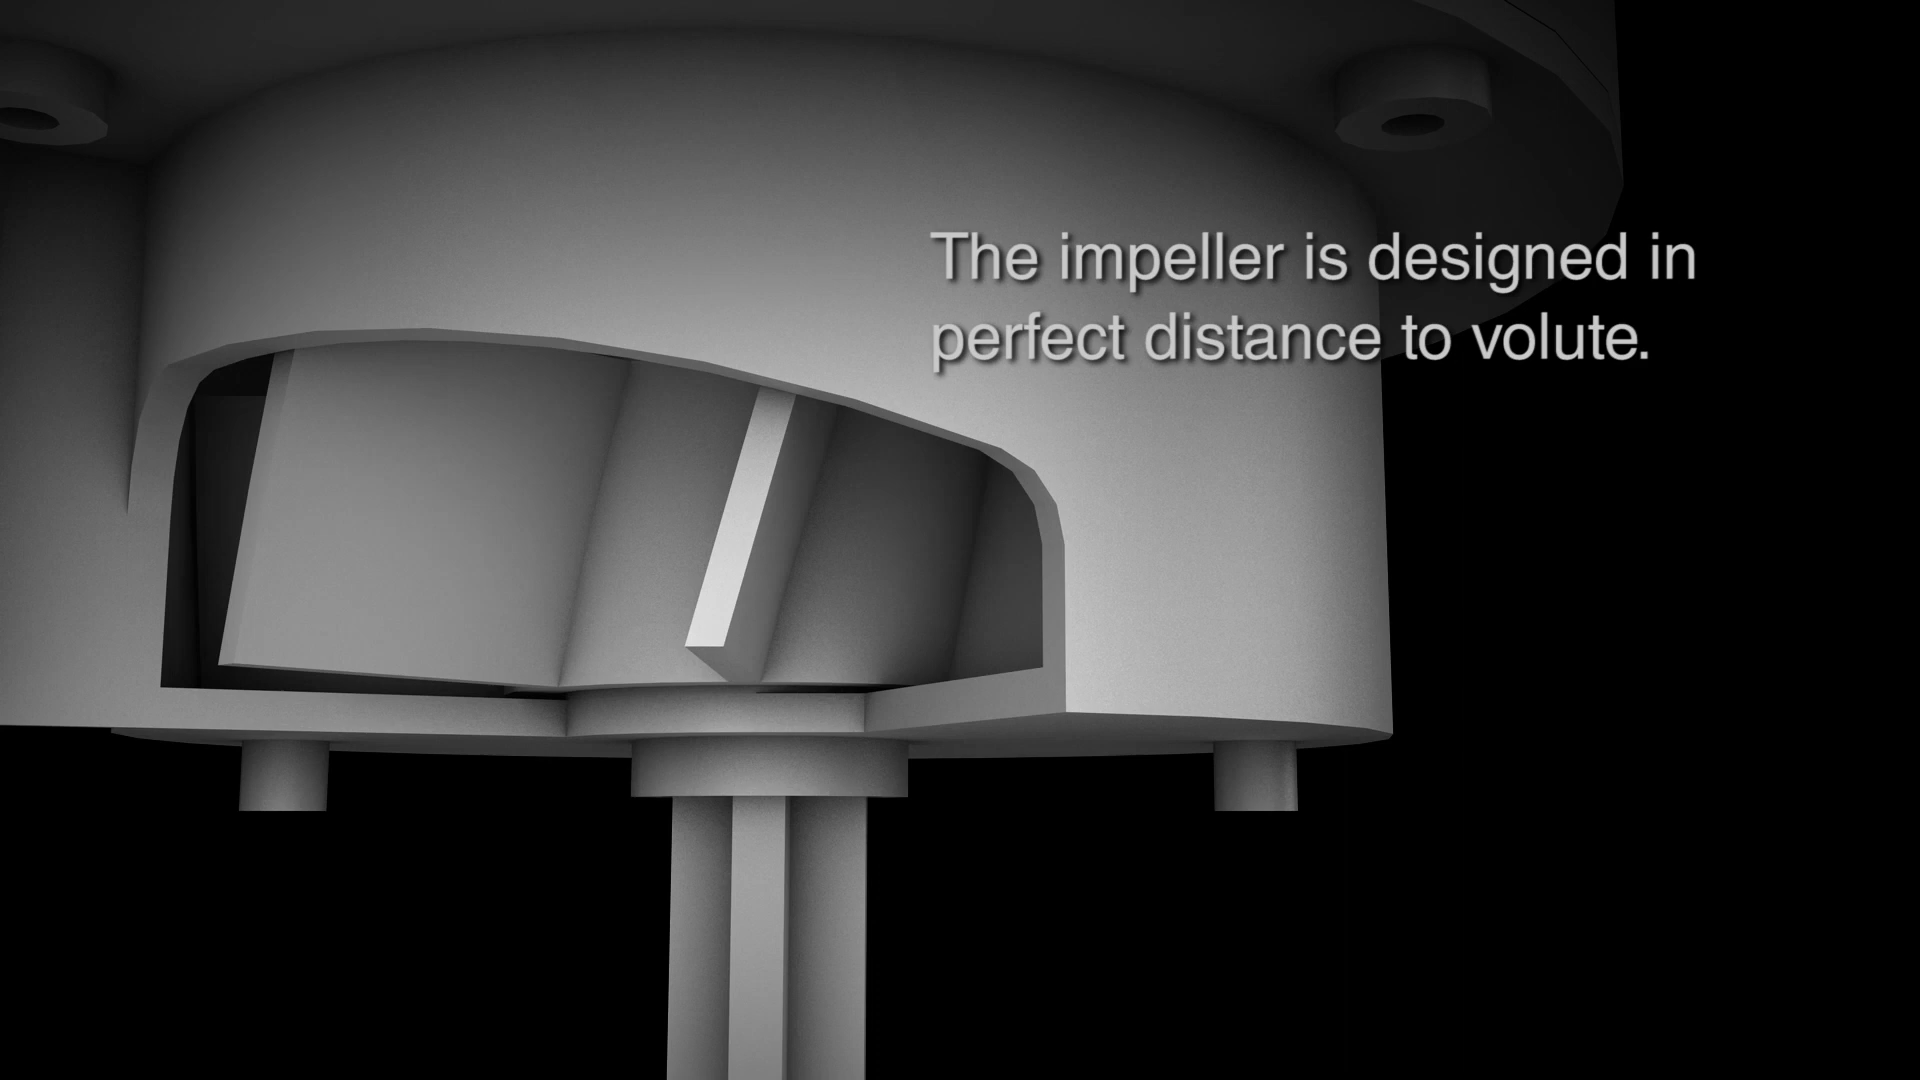 The impeller is designed in
perfect distance to volute.